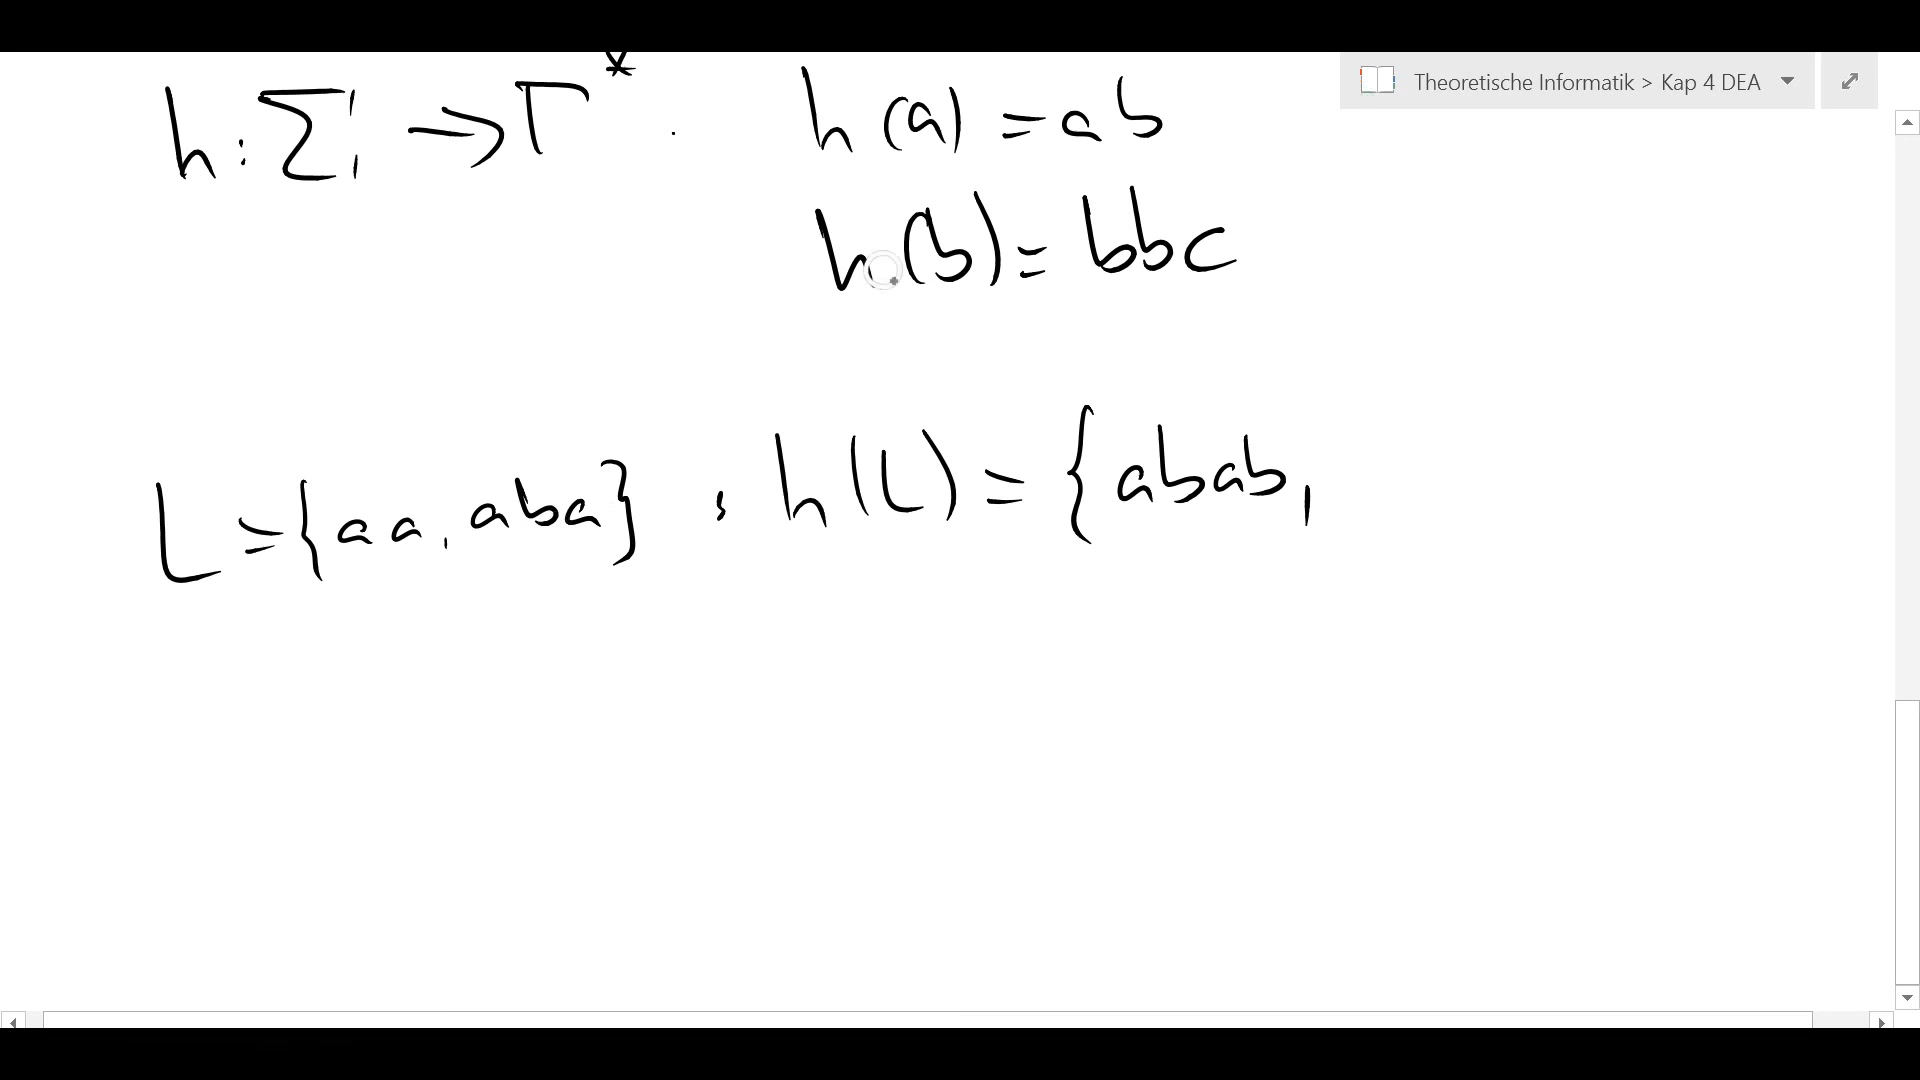 Theoretische Informatik > Kap 4 DEA
h: Σ → Γ* . h(a) = ab
h(b) = bbc
L = {aa, aba} , h(L) = { abab,